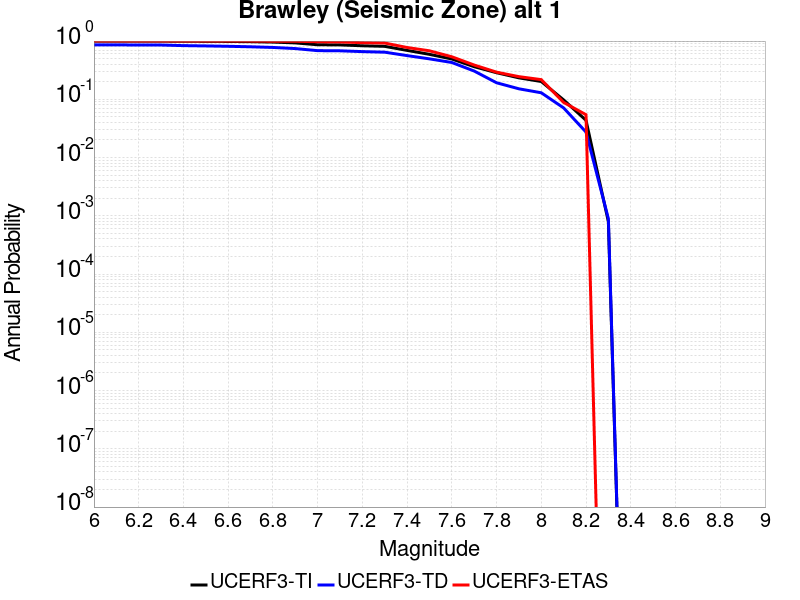 Brawley (Seismic Zone) alt 1
10^0
10^-1
10^-2
10^-3
10^-4
10^-5
10^-6
10^-7
10^-8
Annual Probability
6 6.2 6.4 6.6 6.8 7 7.2 7.4 7.6 7.8 8 8.2 8.4 8.6 8.8 9
Magnitude
UCERF3-TI UCERF3-TD UCERF3-ETAS